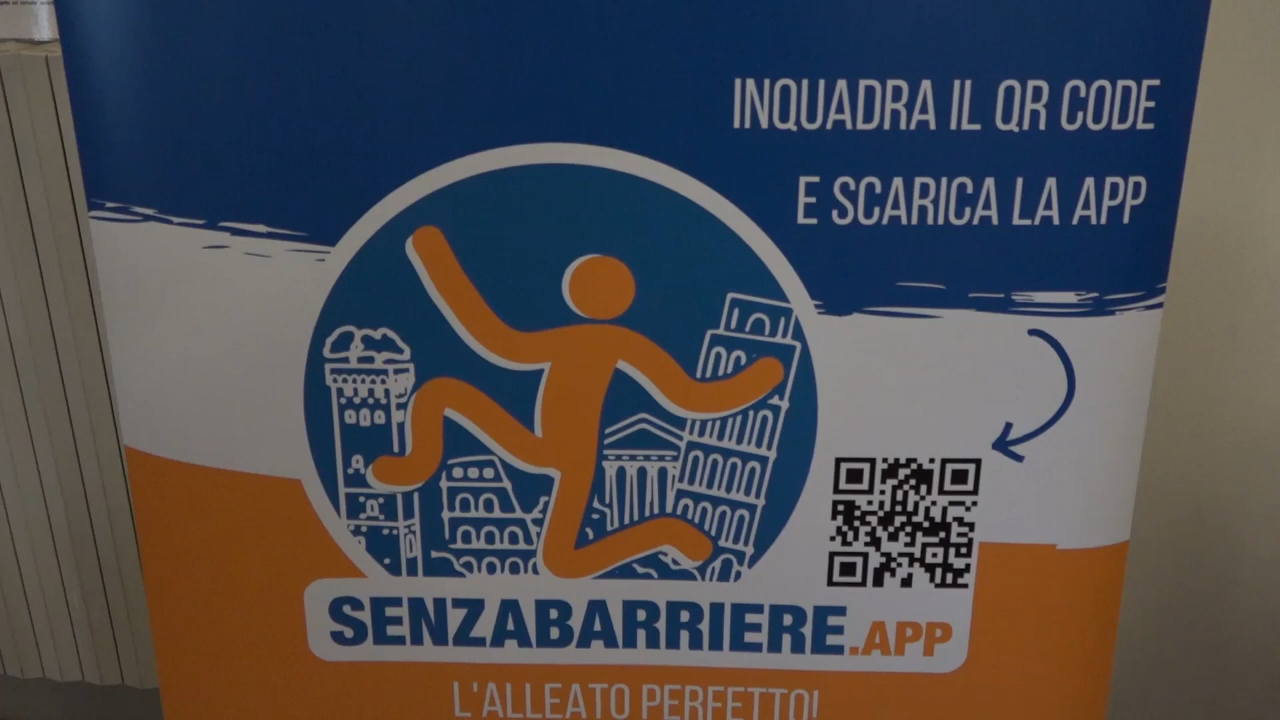 INQUADRA IL QR CODE
E SCARICA LA APP
SENZABARRIERE.APP
L'ALLEATO PERFETTO!